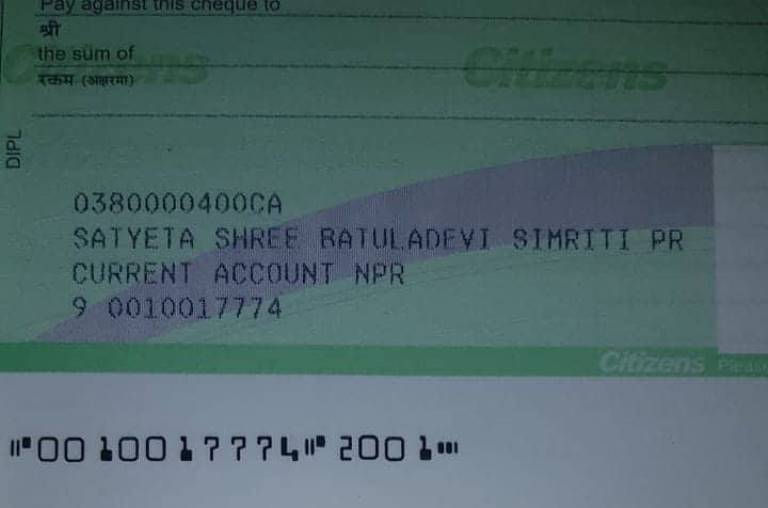 Pay against this cheque to
श्री
the sum of
रकम (अक्षरमा)
Citizens Citizens
DIPL
0380000400CA
SATYETA SHREE BATULADEVI SIMRITI PR
CURRENT ACCOUNT NPR
9 0010017774
Citizens
⑈0010017774⑈ 2001⑉